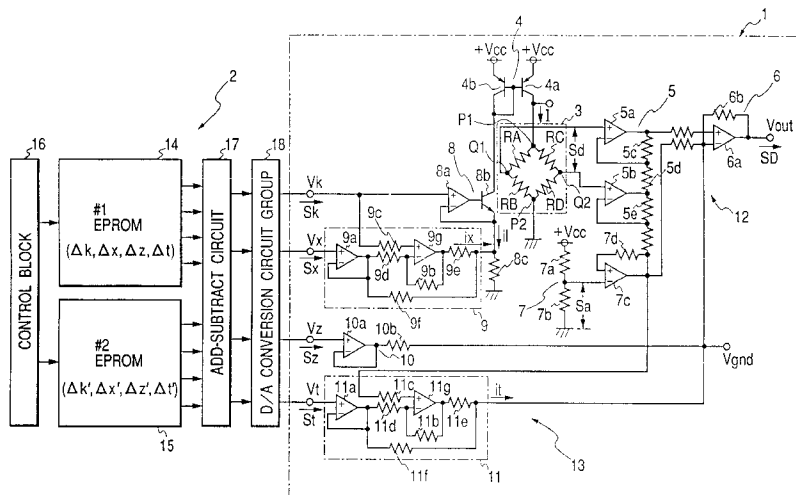 1
2
4
+Vcc +Vcc
4b 4a
6
6b
I
3
5a
5
Vout
SD
6a
16
14
17
18
P1
RA
RC
5c
5d
Q1
Sd
8
8a
8b
RB
RD
Q2
5b
5e
12
P2
Vk
Sk
CONTROL BLOCK
#1
EPROM
(Δk, Δx, Δz, Δt)
ADD-SUBTRACT CIRCUIT
D/A CONVERSION CIRCUIT GROUP
9c
9g
ix
il
+Vcc
7d
Vx
Sx
9a
9d
9b
9e
8c
7a
7
7b
Sa
7c
9f
9
#2
EPROM
(Δk', Δx', Δz', Δt')
Vz
Sz
10a
10b
10
Vgnd
Vt
St
11a
11c
11g
it
11d
11b
11e
13
15
11f
11